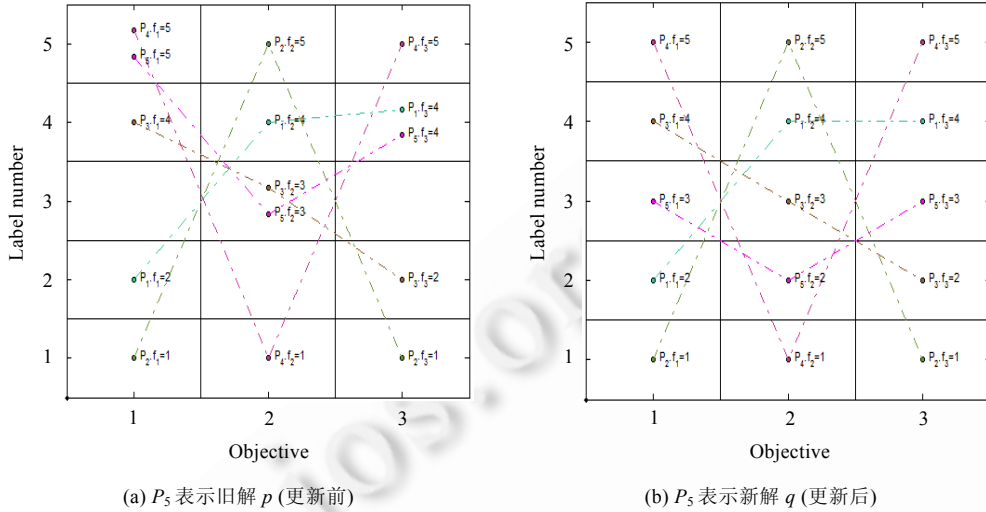 P₄: f₁=5
P₅: f₁=5
P₂: f₂=5
P₄: f₃=5
P₃: f₁=4
P₁: f₂=4
P₁: f₃=4
P₅: f₃=4
P₃: f₂=3
P₅: f₂=3
P₁: f₁=2
P₃: f₃=2
P₂: f₁=1
P₄: f₂=1
P₂: f₃=1
5
4
3
2
1
Label number
1 2 3
Objective
(a) P₅ 表示旧解 p (更新前)
P₄: f₁=5
P₂: f₂=5
P₄: f₃=5
P₃: f₁=4
P₁: f₂=4
P₁: f₃=4
P₅: f₁=3
P₃: f₂=3
P₅: f₃=3
P₁: f₁=2
P₅: f₂=2
P₃: f₃=2
P₂: f₁=1
P₄: f₂=1
P₂: f₃=1
5
4
3
2
1
Label number
1 2 3
Objective
(b) P₅ 表示新解 q (更新后)